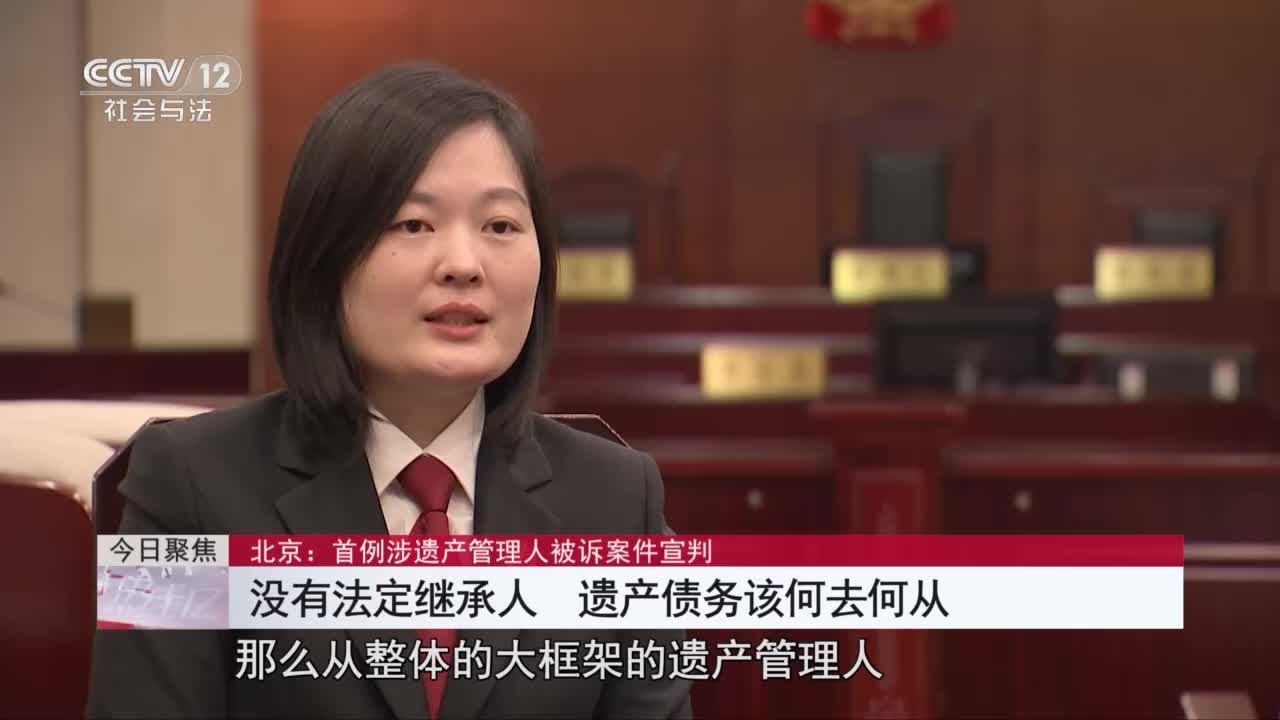 CCTV 12
社会与法
今日聚焦
北京：首例涉遗产管理人被诉案件宣判
没有法定继承人 遗产债务该何去何从
那么从整体的大框架的遗产管理人